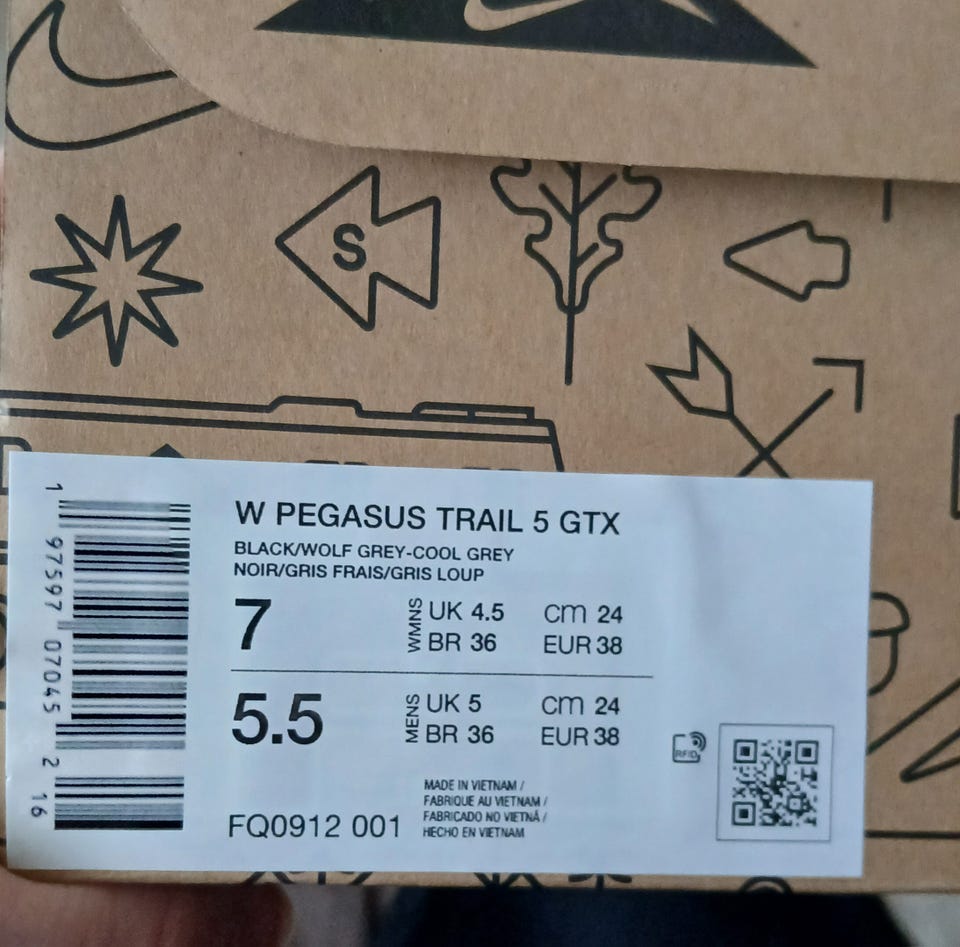 S
W PEGASUS TRAIL 5 GTX
BLACK/WOLF GREY-COOL GREY
NOIR/GRIS FRAIS/GRIS LOUP
7 WMNS UK 4.5 cm 24
BR 36 EUR 38
5.5 MENS UK 5 cm 24
BR 36 EUR 38
MADE IN VIETNAM /
FABRIQUE AU VIETNAM /
FABRICADO NO VIETNÃ /
HECHO EN VIETNAM
FQ0912 001
RFID
1 97597 07045 2 16